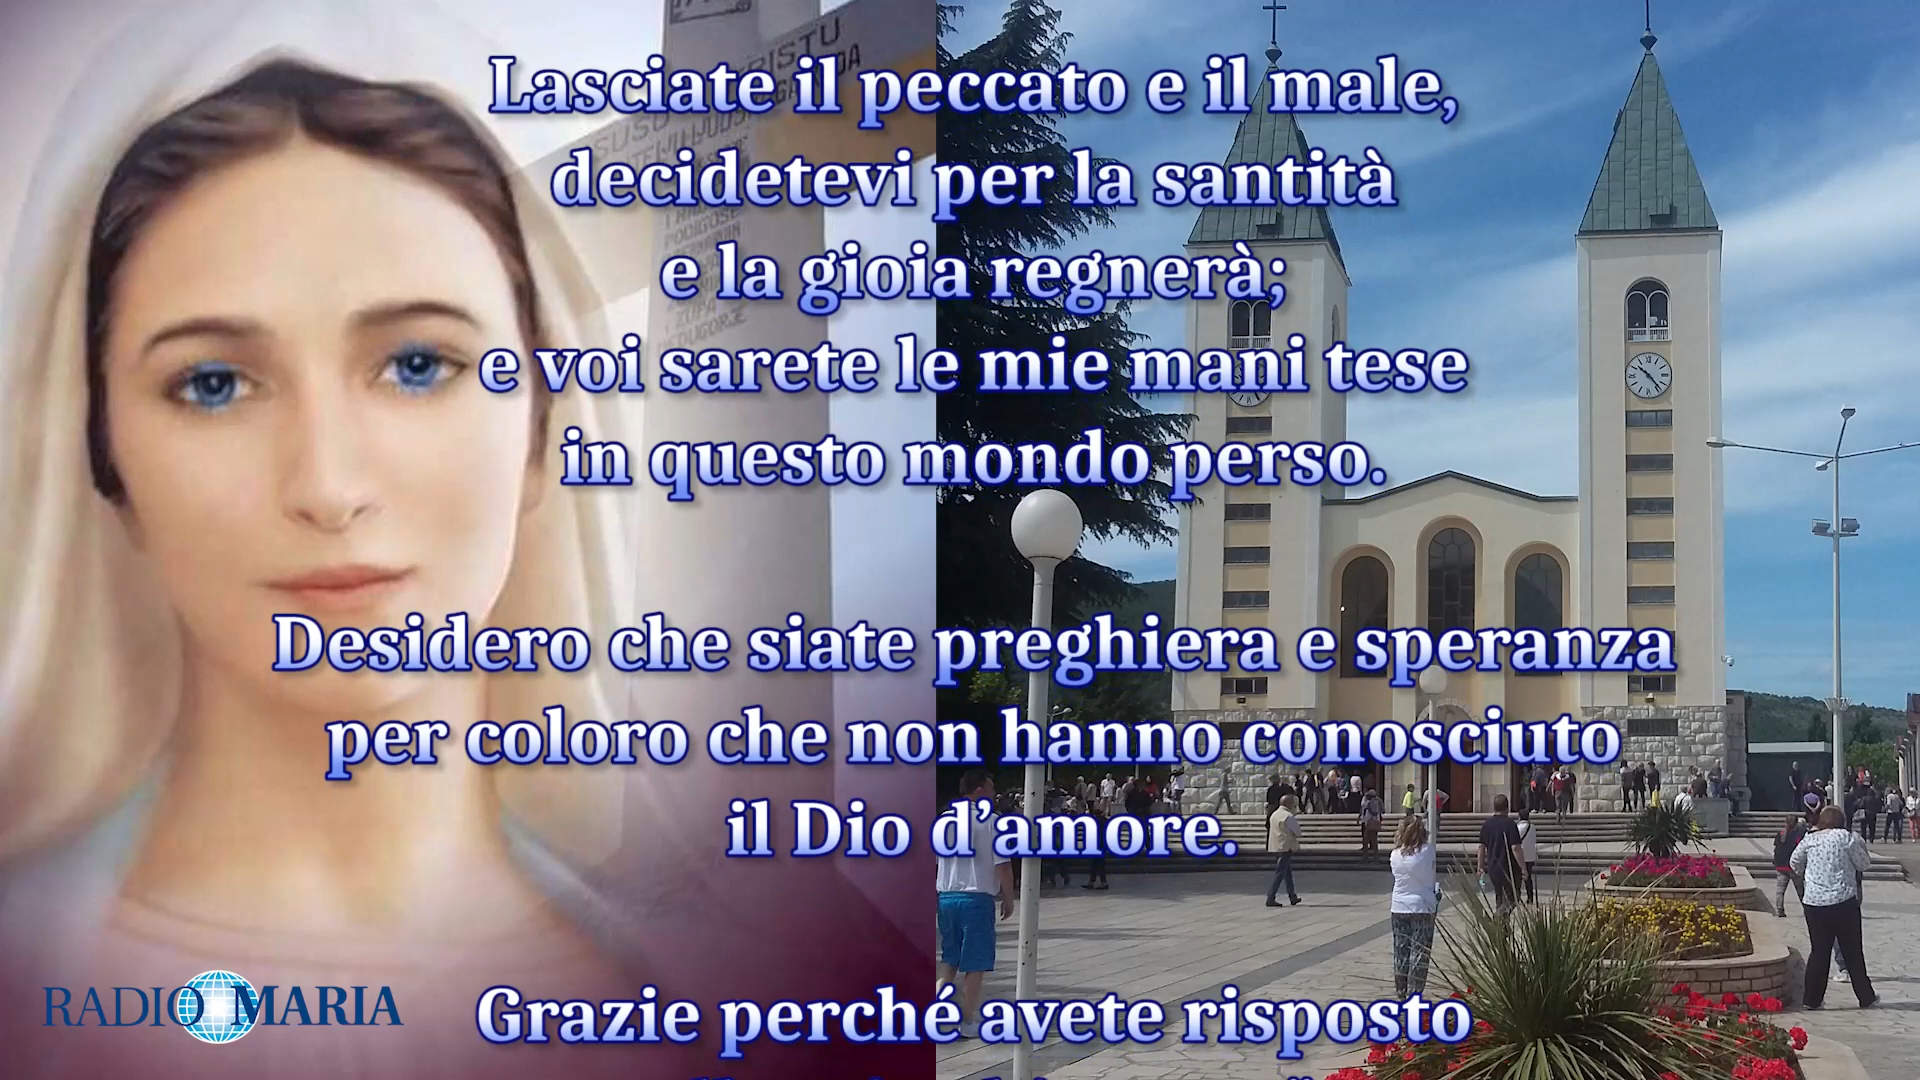 Lasciate il peccato e il male,
decidetevi per la santità
e la gioia regnerà;
e voi sarete le mie mani tese
in questo mondo perso.
Desidero che siate preghiera e speranza
per coloro che non hanno conosciuto
il Dio d’amore.
Grazie perché avete risposto
RADIO MARIA